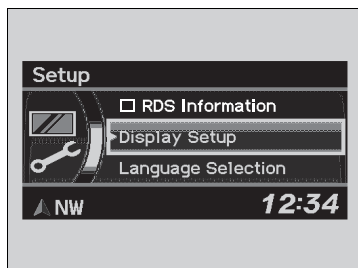 Setup
RDS Information
Display Setup
Language Selection
NW 12:34